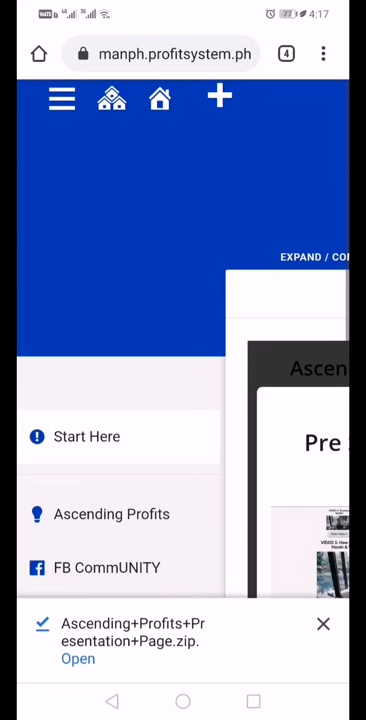 4:17
manph.profitsystem.ph
4
EXPAND / CO
Ascen
Pre
Start Here
Ascending Profits
FB CommUNITY
Ascending+Profits+Pr
esentation+Page.zip.
Open